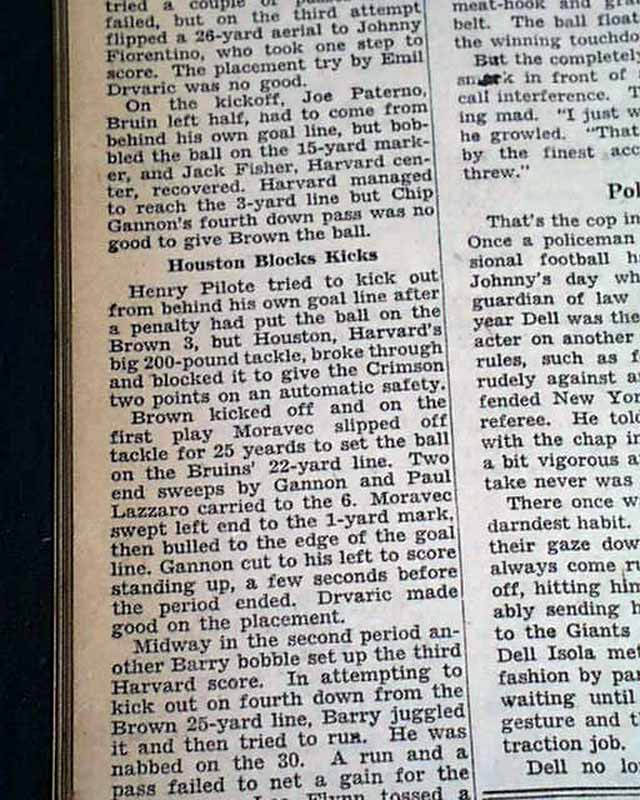 tried a couple of
failed, but on the third attempt
flipped a 26-yard aerial to Johnny
Fiorentino, who took one step to
score. The placement try by Emil
Drvaric was no good.
On the kickoff, Joe Paterno,
Bruin left half, had to come from
behind his own goal line, but bob-
bled the ball on the 15-yard mark-
er, and Jack Fisher, Harvard cen-
ter, recovered. Harvard managed
to reach the 3-yard line but Chip
Gannon's fourth down pass was no
good to give Brown the ball.
Houston Blocks Kicks
Henry Pilote tried to kick out
from behind his own goal line after
a penalty had put the ball on the
Brown 3, but Houston, Harvard's
big 200-pound tackle, broke through
and blocked it to give the Crimson
two points on an automatic safety.
Brown kicked off and on the
first play Moravec slipped off
tackle for 25 yeards to set the ball
on the Bruins' 22-yard line. Two
end sweeps by Gannon and Paul
Lazzaro carried to the 6. Moravec
swept left end to the 1-yard mark,
then bulled to the edge of the goal
line. Gannon cut to his left to score
standing up, a few seconds before
the period ended. Drvaric made
good on the placement.
Midway in the second period an-
other Barry bobble set up the third
Harvard score. In attempting to
kick out on fourth down from the
Brown 25-yard line, Barry juggled
it and then tried to run. He was
nabbed on the 30. A run and a
pass failed to net a gain for the
Flynn tossed a
meat-hook and
belt. The ball
the winning
But the completely
in front of
call interference.
ing mad. "I just
he growled. "That
by the finest
threw."
That's the cop in
Once a policeman
sional football
Johnny's day
guardian of law
year Dell was the
acter on another
rules, such as
rudely against
fended New
referee. He told
with the chap in
a bit vigorous
take never was
There once
darndest habit.
their gaze
always come
off, hitting him
ably sending
to the Giants
Dell Isola
fashion by
waiting until
gesture and
traction job.
Dell no